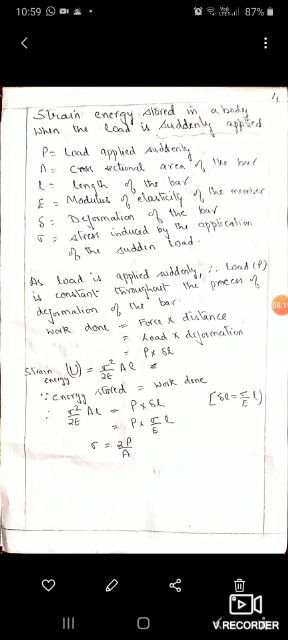 10:59
87%
11
Strain energy stored in a body
when the load is suddenly applied
P = Load applied suddenly
A = Cross sectional area of the bar
l = length of the bar
E = Modulus of elasticity of the member
δ = Deformation of the bar
σ = stress induced by the application
of the sudden load.
As load is applied suddenly, ∴ Load (P)
is constant throughout the process of
deformation of the bar.
work done = Force × distance
= Load × deformation
= P × δl
Strain energy (U) = σ²/2E Al =
∵ energy stored = work done
∴ σ²/2E Al = P × δl [δl = σ/E l]
= P × σ/E l
σ = 2P/A
08:1
V.RECORDER